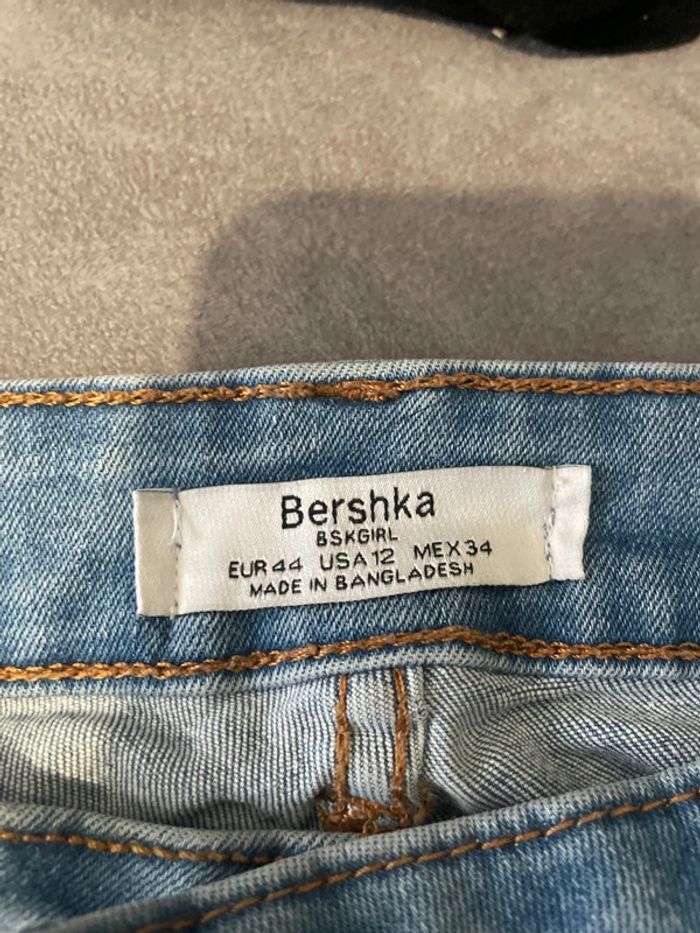 Bershka
BSKGIRL
EUR 44 USA 12 MEX 34
MADE IN BANGLADESH